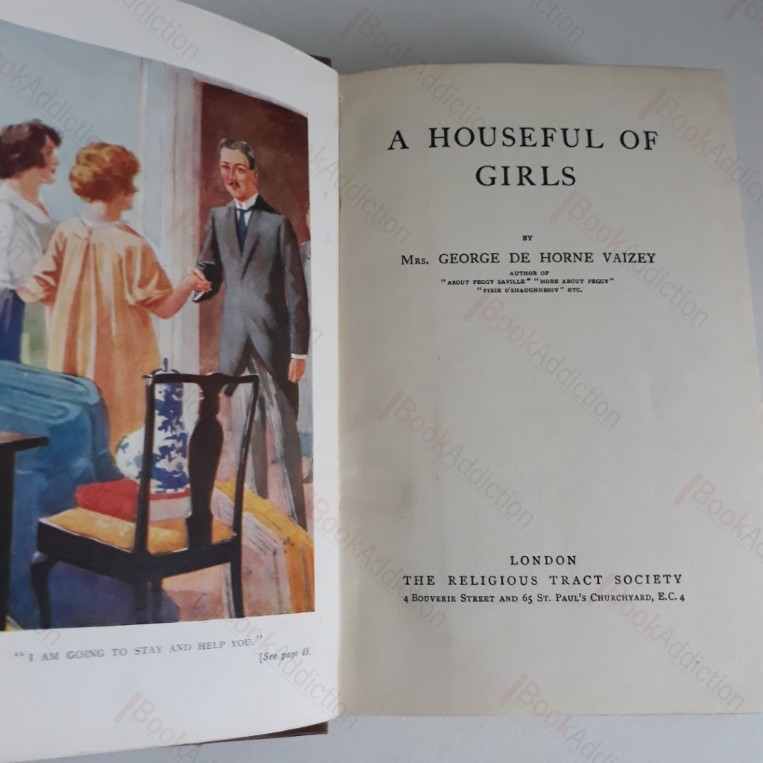 "I AM GOING TO STAY AND HELP YOU."
[See page 48.
A HOUSEFUL OF
GIRLS
BY
MRS. GEORGE DE HORNE VAIZEY
AUTHOR OF
"ABOUT PEGGY SAVILLE" "MORE ABOUT PEGGY"
"PIXIE O'SHAUGHNESSY" ETC.
LONDON
THE RELIGIOUS TRACT SOCIETY
4 BOUVERIE STREET AND 65 ST. PAUL'S CHURCHYARD, E.C. 4
BookAddiction